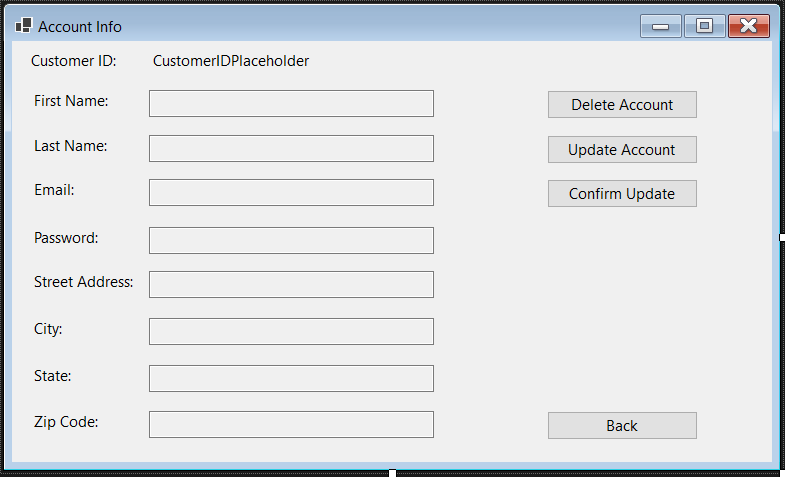 Account Info
Customer ID: CustomerIDPlaceholder
First Name: Delete Account
Last Name: Update Account
Email: Confirm Update
Password:
Street Address:
City:
State:
Zip Code: Back